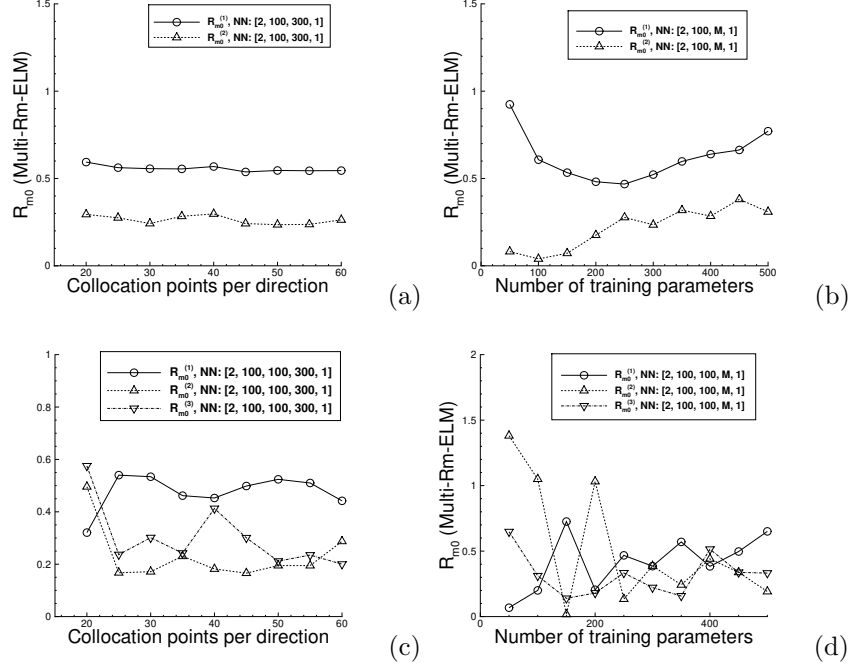 R_m0^(1), NN: [2, 100, 300, 1]
R_m0^(2), NN: [2, 100, 300, 1]
R_m0 (Multi-Rm-ELM)
1.5
1
0.5
0
20 30 40 50 60
Collocation points per direction
(a)
R_m0^(1), NN: [2, 100, M, 1]
R_m0^(2), NN: [2, 100, M, 1]
R_m0 (Multi-Rm-ELM)
1.5
1
0.5
0
0 100 200 300 400 500
Number of training parameters
(b)
R_m0^(1), NN: [2, 100, 100, 300, 1]
R_m0^(2), NN: [2, 100, 100, 300, 1]
R_m0^(3), NN: [2, 100, 100, 300, 1]
R_m0 (Multi-Rm-ELM)
1
0.8
0.6
0.4
0.2
0
20 30 40 50 60
Collocation points per direction
(c)
R_m0^(1), NN: [2, 100, 100, M, 1]
R_m0^(2), NN: [2, 100, 100, M, 1]
R_m0^(3), NN: [2, 100, 100, M, 1]
R_m0 (Multi-Rm-ELM)
2
1.5
1
0.5
0
200 400
Number of training parameters
(d)